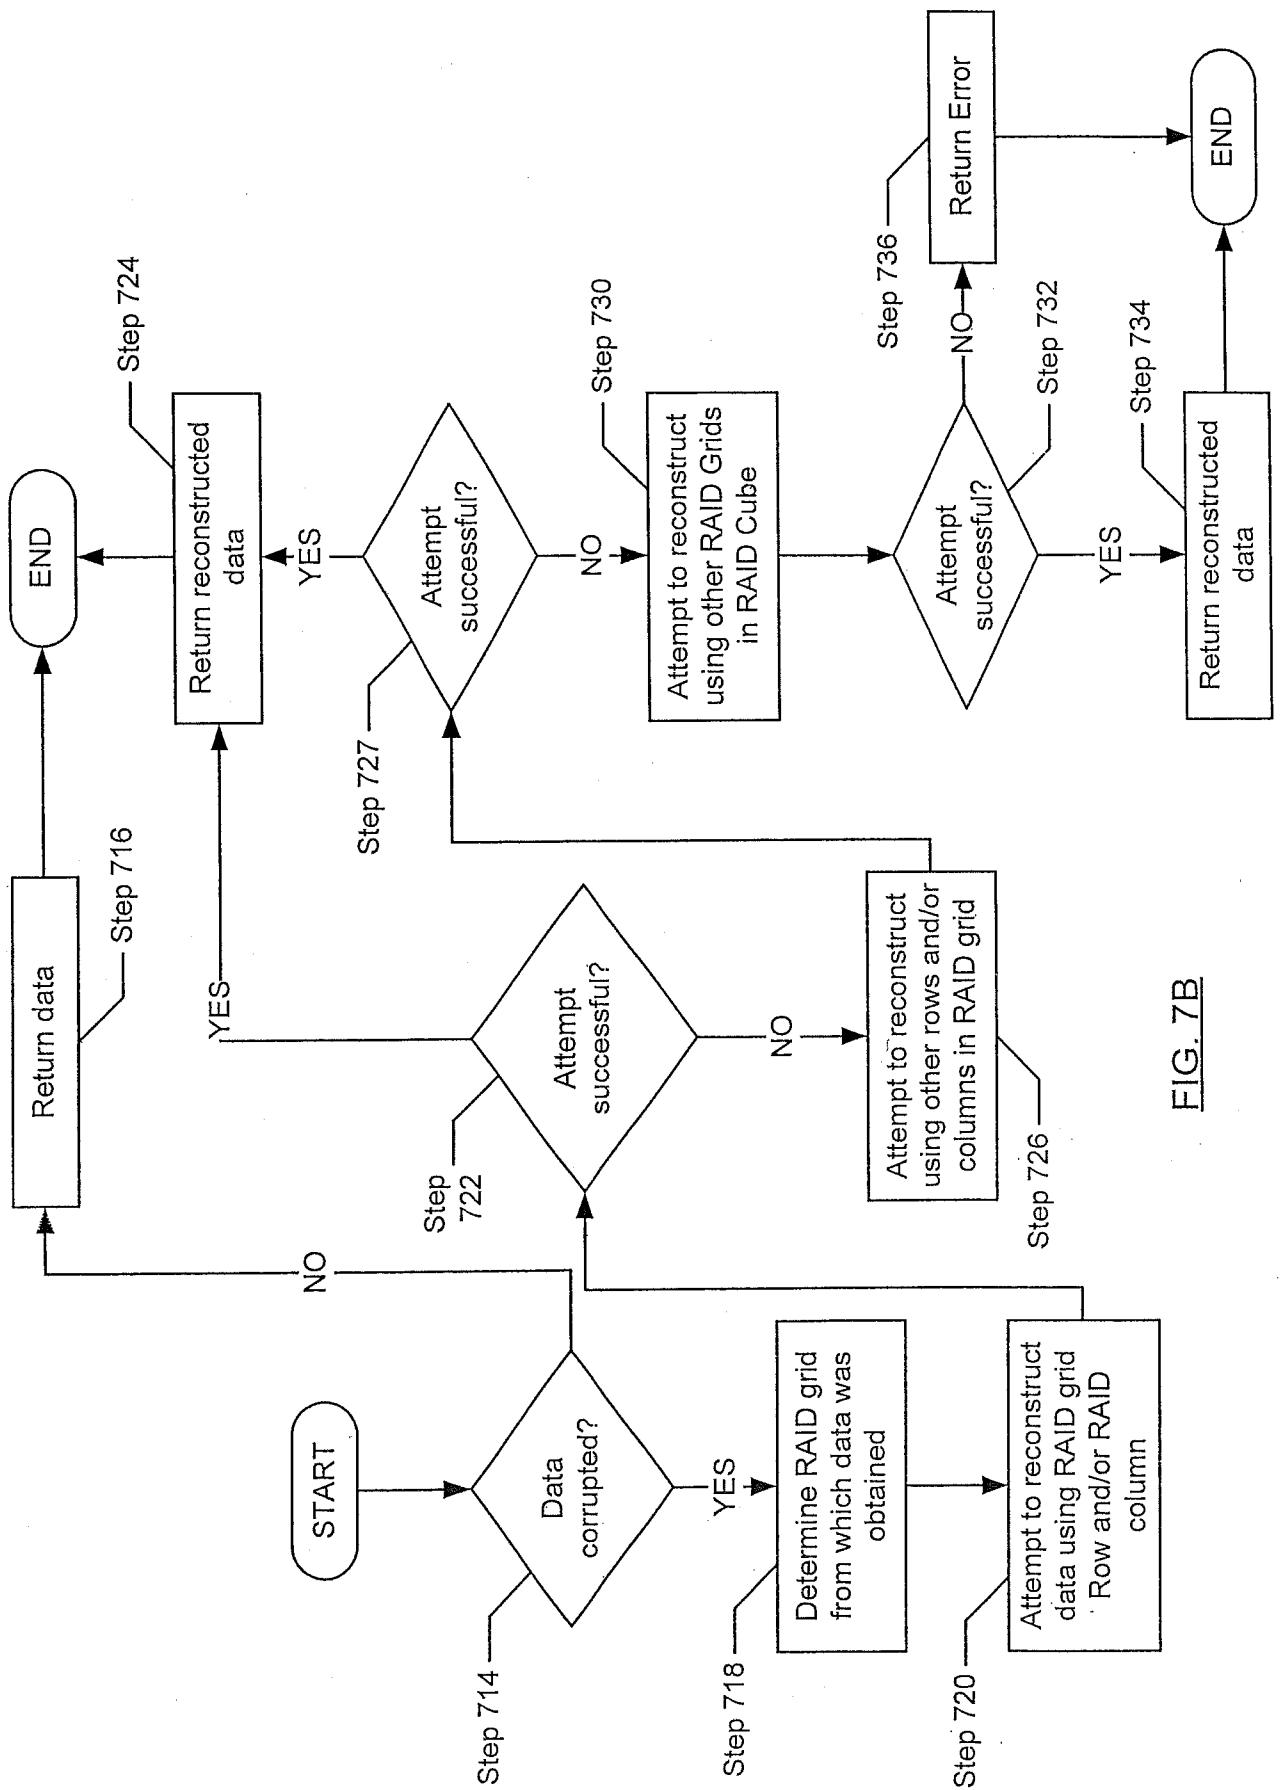 START
Step 714
Data
corrupted?
NO
YES
Return data
Step 716
END
Step 718
Determine RAID grid
from which data was
obtained
Step 720
Attempt to reconstruct
data using RAID grid
Row and/or RAID
column
Step
722
Attempt
successful?
YES
NO
Attempt to reconstruct
using other rows and/or
columns in RAID grid
Step 726
Step 724
Return reconstructed
data
YES
Step 727
Attempt
successful?
NO
Step 730
Attempt to reconstruct
using other RAID Grids
in RAID Cube
Attempt
successful?
Step 732
NO
YES
Step 736
Return Error
Step 734
Return reconstructed
data
END
FIG. 7B